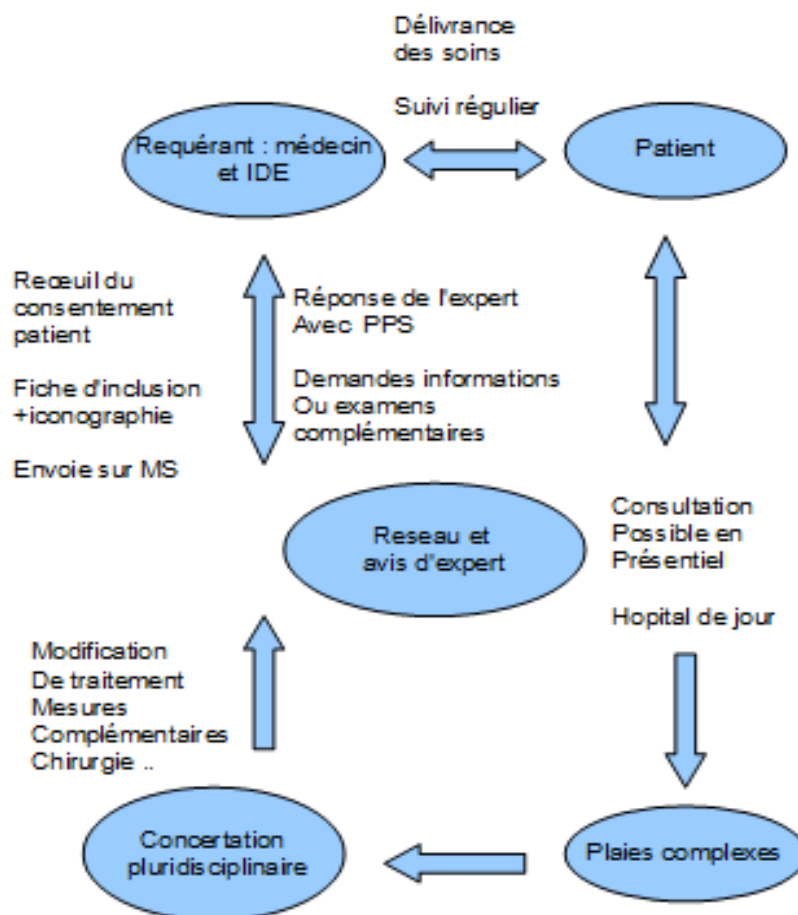 Délivrance
des soins
Suivi régulier
Requérant : médecin
et IDE
Patient
Recœuil du
consentement
patient
Fiche d'inclusion
+iconographie
Envoie sur MS
Réponse de l'expert
Avec PPS
Demandes informations
Ou examens
complémentaires
Reseau et
avis d'expert
Consultation
Possible en
Présentiel
Hopital de jour
Modification
De traitement
Mesures
Complémentaires
Chirurgie ..
Concertation
pluridisciplinaire
Plaies complexes